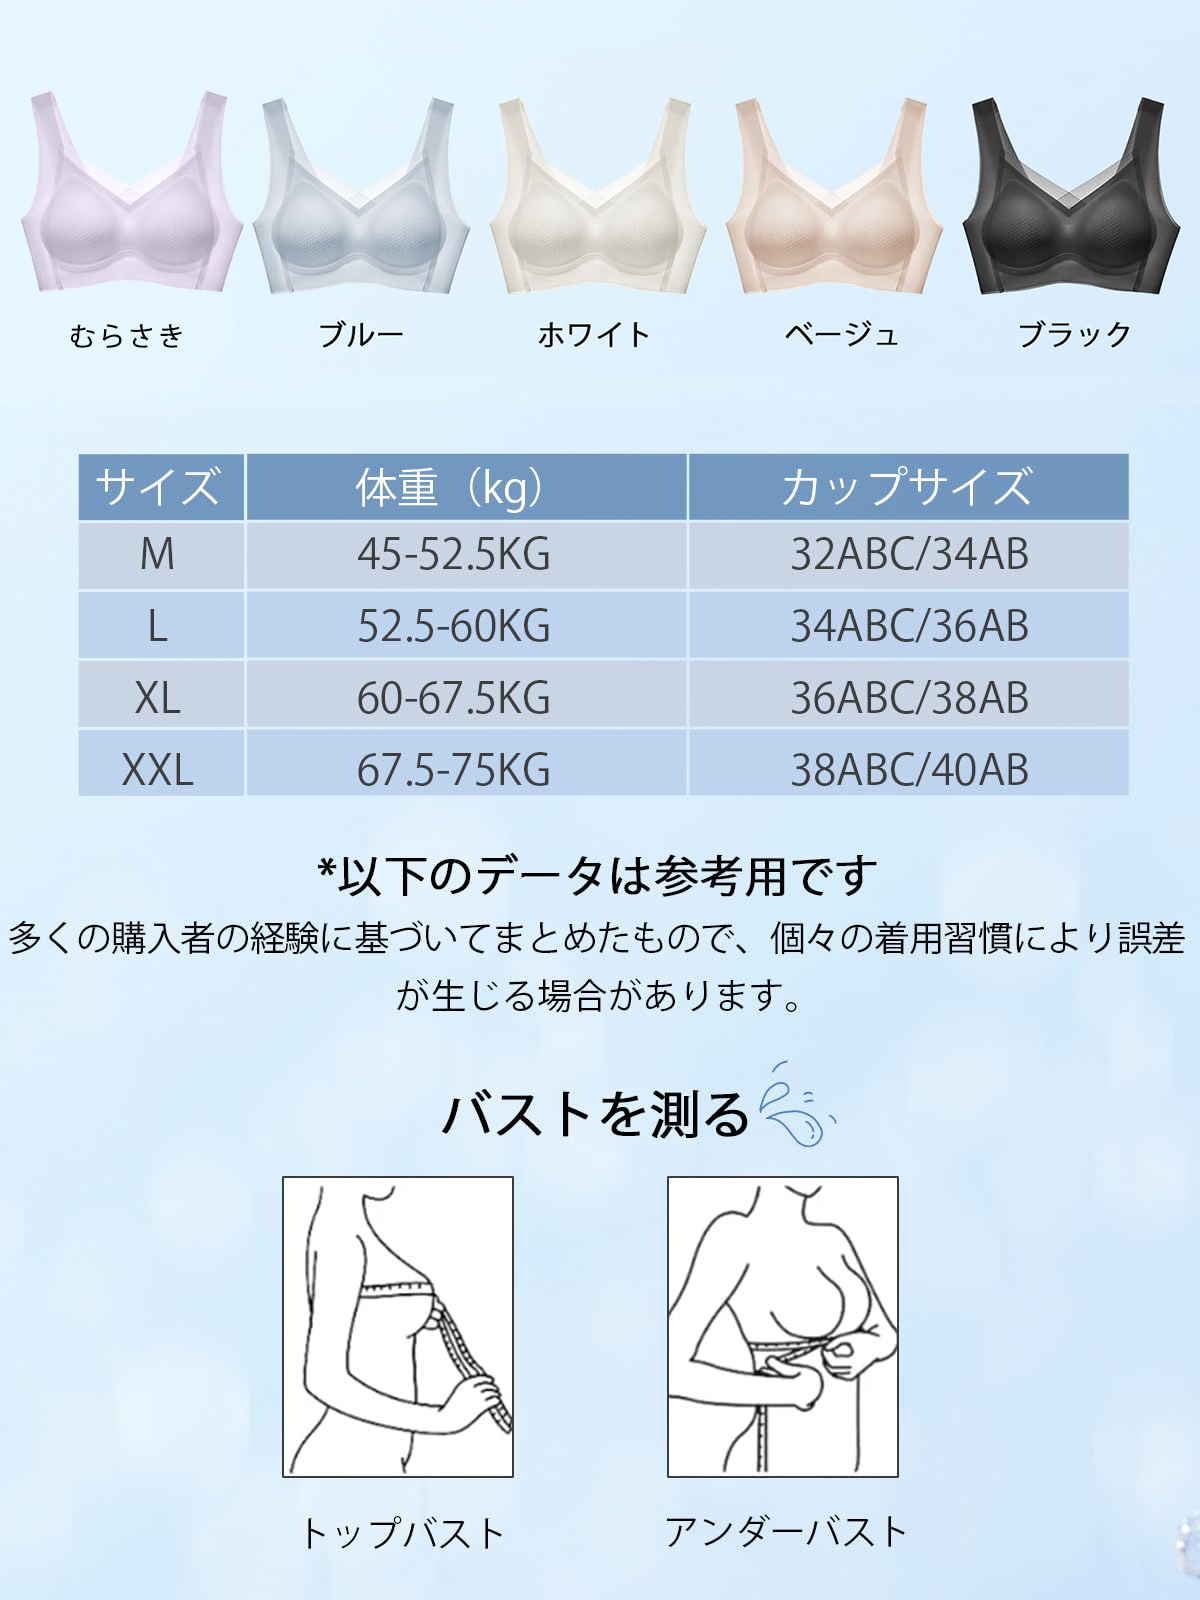 むらさき ブルー ホワイト ベージュ ブラック
サイズ 体重（kg） カップサイズ
M 45-52.5KG 32ABC/34AB
L 52.5-60KG 34ABC/36AB
XL 60-67.5KG 36ABC/38AB
XXL 67.5-75KG 38ABC/40AB
*以下のデータは参考用です
多くの購入者の経験に基づいてまとめたもので、個々の着用習慣により誤差
が生じる場合があります。
バストを測る
トップバスト アンダーバスト